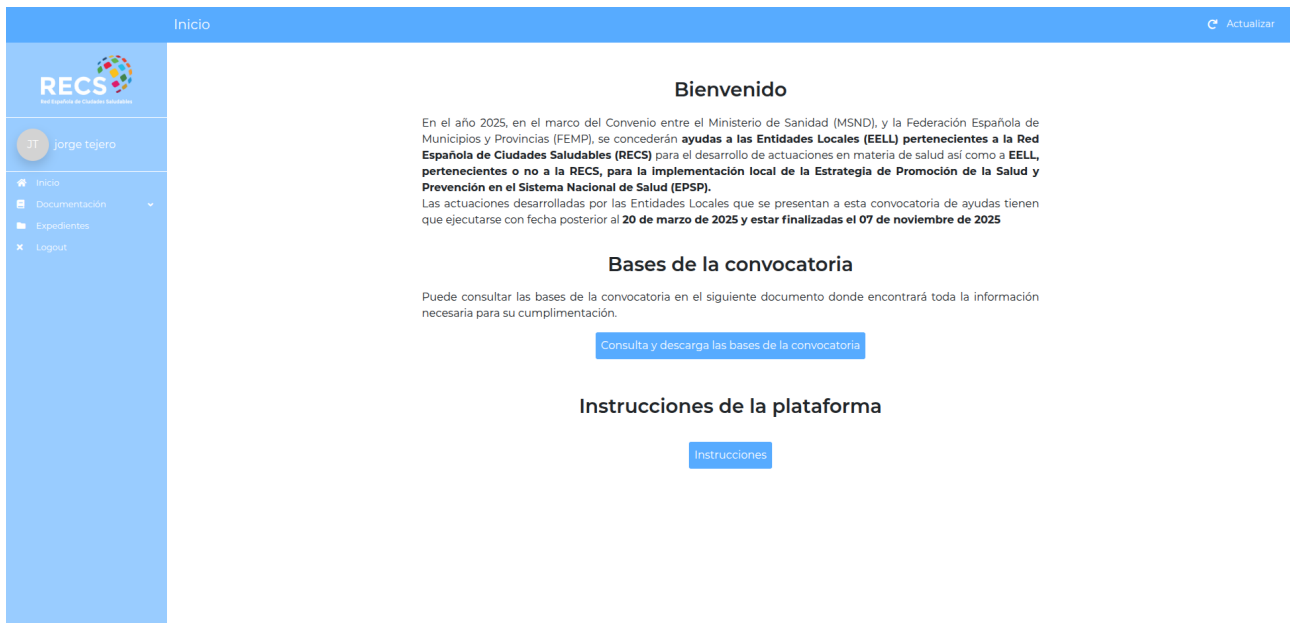 Inicio
Actualizar
RECS
Red Española de Ciudades Saludables
JT
jorge tejero
Inicio
Documentación
Expedientes
Logout
Bienvenido
En el año 2025, en el marco del Convenio entre el Ministerio de Sanidad (MSND), y la Federación Española de
Municipios y Provincias (FEMP), se concederán ayudas a las Entidades Locales (EELL) pertenecientes a la Red
Española de Ciudades Saludables (RECS) para el desarrollo de actuaciones en materia de salud así como a EELL,
pertenecientes o no a la RECS, para la implementación local de la Estrategia de Promoción de la Salud y
Prevención en el Sistema Nacional de Salud (EPSP).
Las actuaciones desarrolladas por las Entidades Locales que se presentan a esta convocatoria de ayudas tienen
que ejecutarse con fecha posterior al 20 de marzo de 2025 y estar finalizadas el 07 de noviembre de 2025
Bases de la convocatoria
Puede consultar las bases de la convocatoria en el siguiente documento donde encontrará toda la información
necesaria para su cumplimentación.
Consulta y descarga las bases de la convocatoria
Instrucciones de la plataforma
Instrucciones